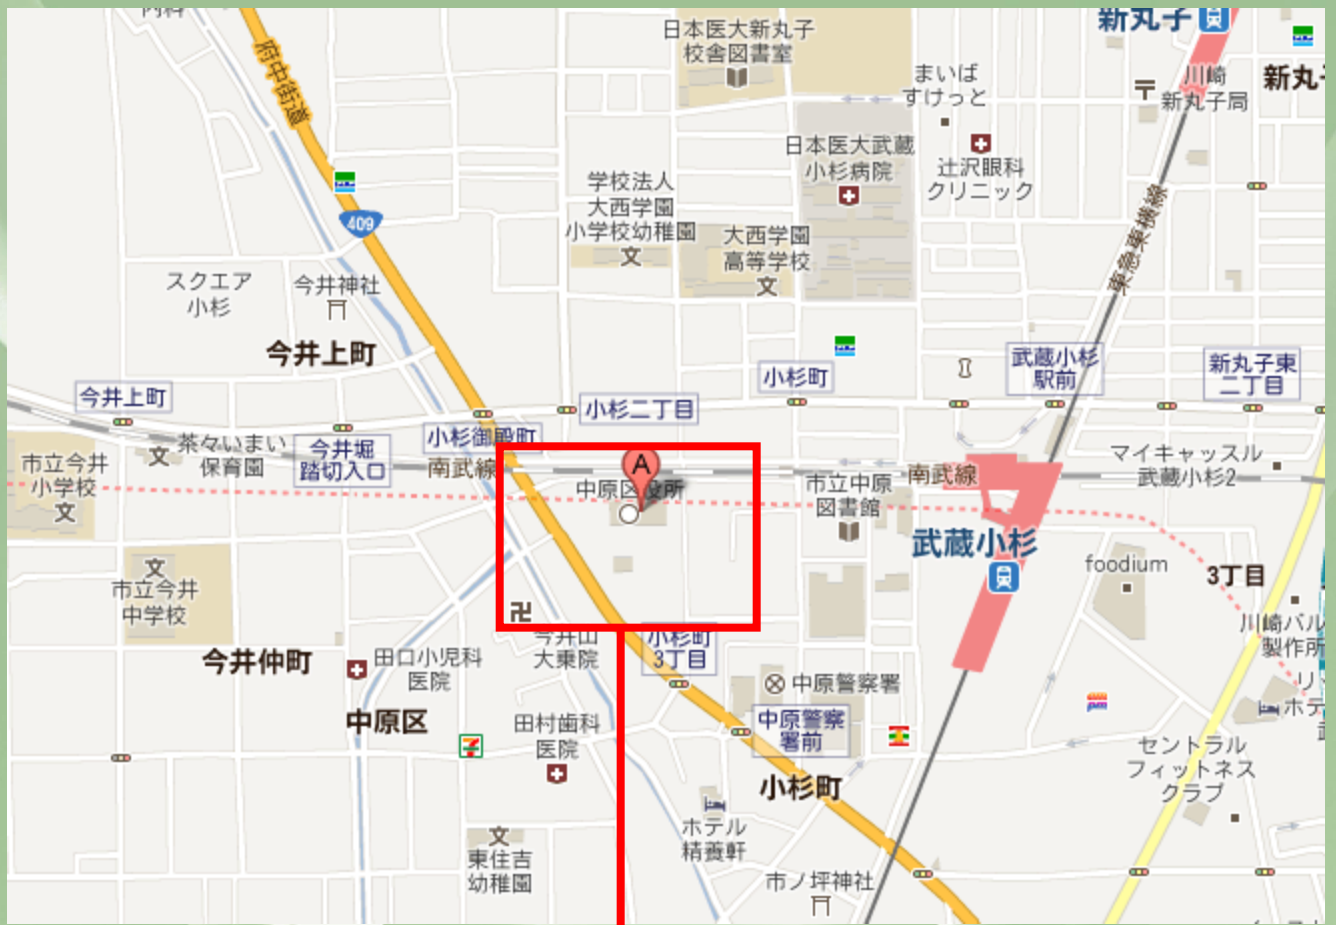 内科
府中街道
日本医大新丸子
校舎図書室
新丸子
まいば
すけっと
川崎
新丸子局
日本医大武蔵
小杉病院
辻沢眼科
クリニック
409
学校法人
大西学園
小学校幼稚園
大西学園
高等学校
東急東横線
スクエア
小杉
今井神社
今井上町
今井上町
小杉町
武蔵小杉
駅前
新丸子東
二丁目
小杉二丁目
小杉御殿町
市立今井
小学校
茶々いまい
保育園
今井堀
踏切入口
南武線
A
中原区役所
市立中原
図書館
南武線
マイキャッスル
武蔵小杉2
武蔵小杉
市立今井
中学校
foodium
3丁目
今井仲町
田口小児科
医院
今井山
大乗院
小杉町
3丁目
中原警察署
川崎バル
製作所
中原区
7
田村歯科
医院
中原警察
署前
pm
ホテ
小杉町
セントラル
フィットネス
クラブ
ホテル
精養軒
東住吉
幼稚園
市ノ坪神社